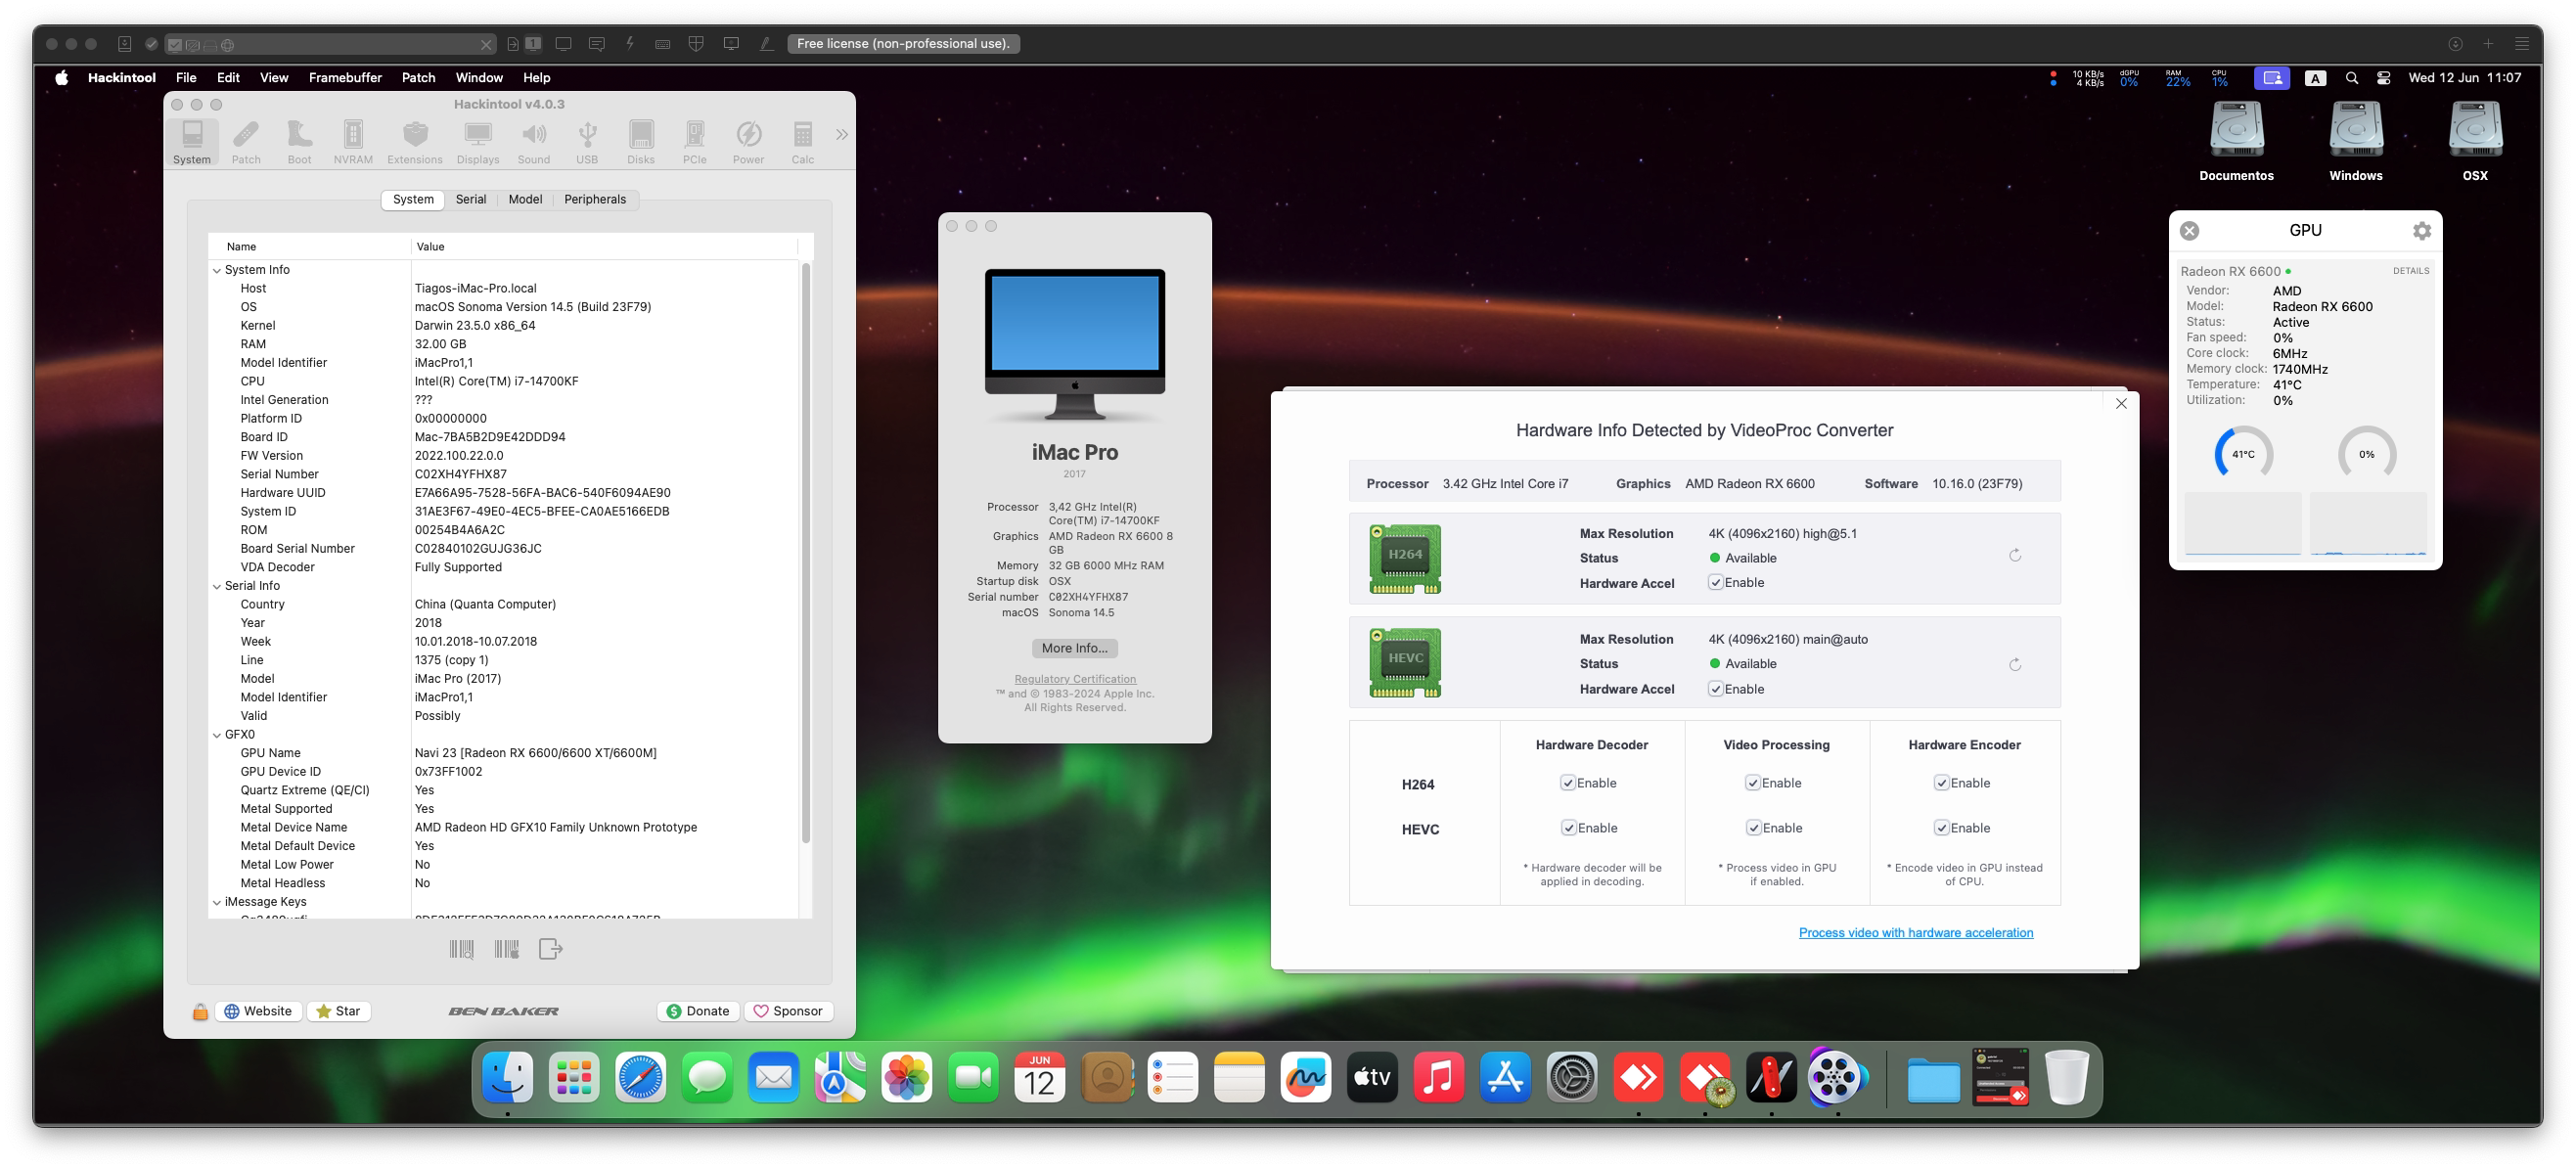 Free license (non-professional use).
Hackintool File Edit View Framebuffer Patch Window Help
10 KB/s
4 KB/s
dGPU
0%
RAM
22%
CPU
1%
A
Wed 12 Jun 11:07
Hackintool v4.0.3
System Patch Boot NVRAM Extensions Displays Sound USB Disks PCIe Power Calc
System Serial Model Peripherals
Name Value
System Info
Host Tiagos-iMac-Pro.local
OS macOS Sonoma Version 14.5 (Build 23F79)
Kernel Darwin 23.5.0 x86_64
RAM 32.00 GB
Model Identifier iMacPro1,1
CPU Intel(R) Core(TM) i7-14700KF
Intel Generation ???
Platform ID 0x00000000
Board ID Mac-7BA5B2D9E42DDD94
FW Version 2022.100.22.0.0
Serial Number C02XH4YFHX87
Hardware UUID E7A66A95-7528-56FA-BAC6-540F6094AE90
System ID 31AE3F67-49E0-4EC5-BFEE-CA0AE5166EDB
ROM 00254B4A6A2C
Board Serial Number C02840102GUJG36JC
VDA Decoder Fully Supported
Serial Info
Country China (Quanta Computer)
Year 2018
Week 10.01.2018-10.07.2018
Line 1375 (copy 1)
Model iMac Pro (2017)
Model Identifier iMacPro1,1
Valid Possibly
GFX0
GPU Name Navi 23 [Radeon RX 6600/6600 XT/6600M]
GPU Device ID 0x73FF1002
Quartz Extreme (QE/CI) Yes
Metal Supported Yes
Metal Device Name AMD Radeon HD GFX10 Family Unknown Prototype
Metal Default Device Yes
Metal Low Power No
Metal Headless No
iMessage Keys
Website Star BEN BAKER Donate Sponsor
iMac Pro
2017
Processor 3,42 GHz Intel(R)
Core(TM) i7-14700KF
Graphics AMD Radeon RX 6600 8
GB
Memory 32 GB 6000 MHz RAM
Startup disk OSX
Serial number C02XH4YFHX87
macOS Sonoma 14.5
More Info...
Regulatory Certification
™ and © 1983-2024 Apple Inc.
All Rights Reserved.
Hardware Info Detected by VideoProc Converter
Processor 3.42 GHz Intel Core i7 Graphics AMD Radeon RX 6600 Software 10.16.0 (23F79)
H264
Max Resolution 4K (4096x2160) high@5.1
Status Available
Hardware Accel Enable
HEVC
Max Resolution 4K (4096x2160) main@auto
Status Available
Hardware Accel Enable
Hardware Decoder Video Processing Hardware Encoder
H264 Enable Enable Enable
HEVC Enable Enable Enable
* Hardware decoder will be
applied in decoding.
* Process video in GPU
if enabled.
* Encode video in GPU instead
of CPU.
Process video with hardware acceleration
Documentos Windows OSX
GPU
Radeon RX 6600 DETAILS
Vendor: AMD
Model: Radeon RX 6600
Status: Active
Fan speed: 0%
Core clock: 6MHz
Memory clock: 1740MHz
Temperature: 41°C
Utilization: 0%
41°C 0%
JUN
12
tv